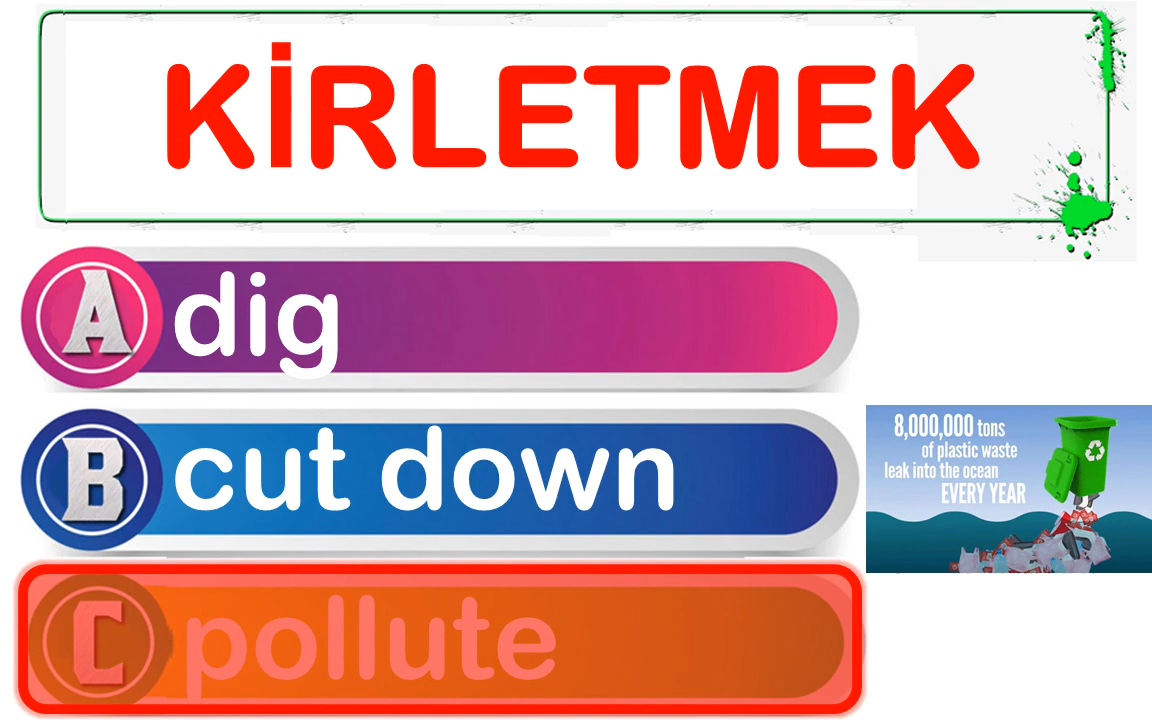 KİRLETMEK
A dig
B cut down
8,000,000 tons
of plastic waste
leak into the ocean
EVERY YEAR
C pollute